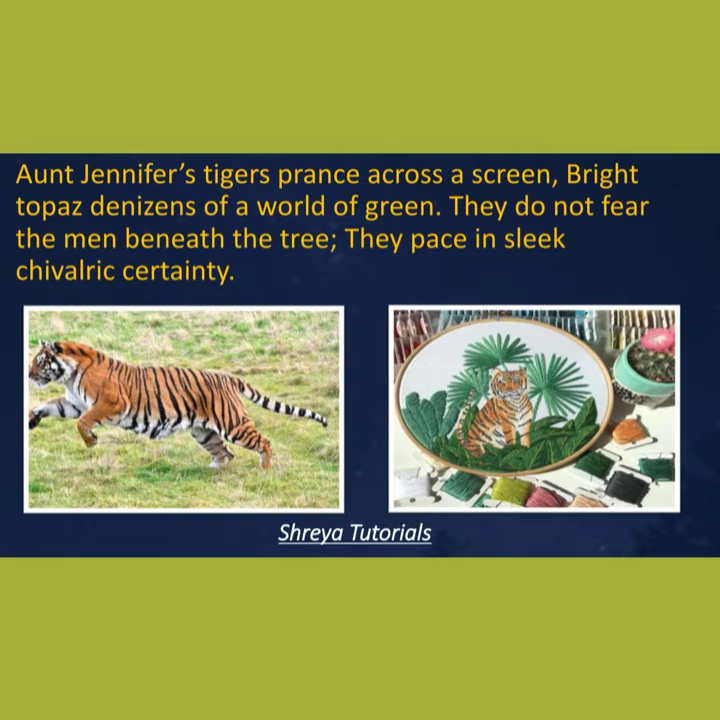 Aunt Jennifer’s tigers prance across a screen, Bright
topaz denizens of a world of green. They do not fear
the men beneath the tree; They pace in sleek
chivalric certainty.
Shreya Tutorials